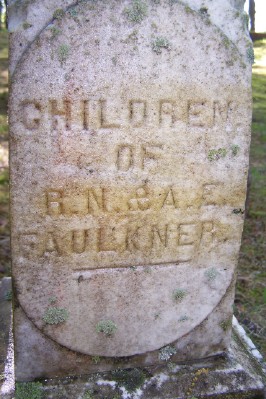 CHILDREN
OF
R.N. & A.E.
FAULKNER.